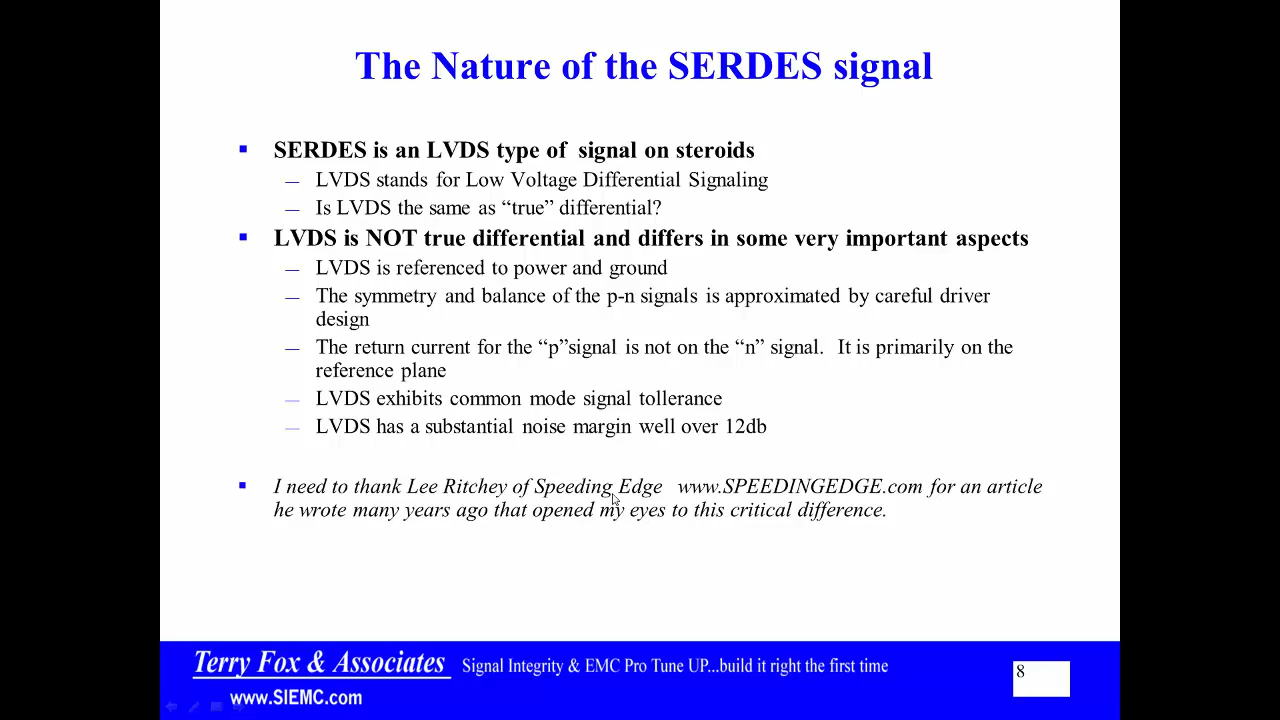 The Nature of the SERDES signal
SERDES is an LVDS type of signal on steroids
LVDS stands for Low Voltage Differential Signaling
Is LVDS the same as “true” differential?
LVDS is NOT true differential and differs in some very important aspects
LVDS is referenced to power and ground
The symmetry and balance of the p-n signals is approximated by careful driver
design
The return current for the “p”signal is not on the “n” signal. It is primarily on the
reference plane
LVDS exhibits common mode signal tollerance
LVDS has a substantial noise margin well over 12db
I need to thank Lee Ritchey of Speeding Edge www.SPEEDINGEDGE.com for an article
he wrote many years ago that opened my eyes to this critical difference.
Terry Fox & Associates Signal Integrity & EMC Pro Tune UP...build it right the first time
8
www.SIEMC.com